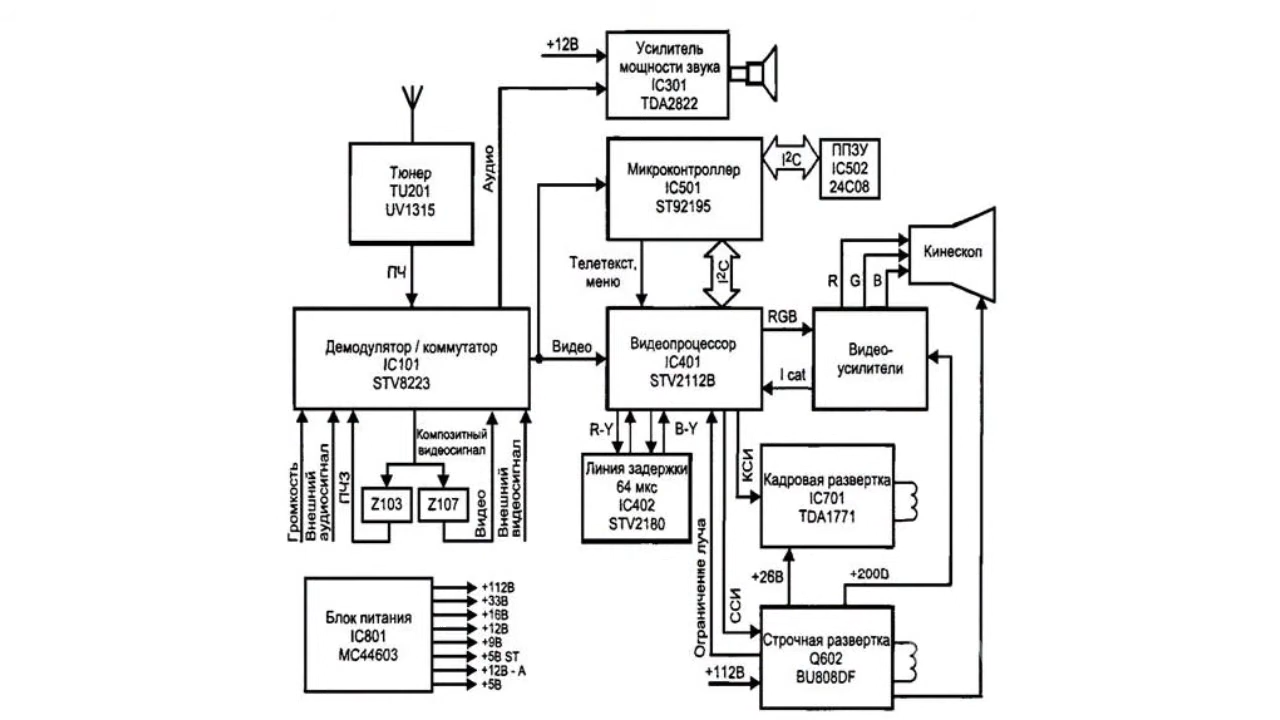 +12В
Усилитель
мощности звука
IC301
TDA2822
Аудио
Тюнер
TU201
UV1315
ПЧ
Микроконтроллер
IC501
ST92195
I²C
ППЗУ
IC502
24C08
Телетекст,
меню
I²C
Кинескоп
R
G
B
Демодулятор / коммутатор
IC101
STV8223
Видео
Видеопроцессор
IC401
STV2112B
RGB
I cat
Видео-
усилители
Громкость
Внешний
аудиосигнал
ПЧЗ
Композитный
видеосигнал
Z103
Z107
Видео
Внешний
видеосигнал
R-Y
B-Y
Линия задержки
64 мкс
IC402
STV2180
Ограничение луча
КСИ
ССИ
Кадровая развертка
IC701
TDA1771
+26В
+200D
Строчная развертка
Q602
BU808DF
+112В
Блок питания
IC801
MC44603
+112В
+33В
+16В
+12В
+9В
+5В ST
+12В - А
+5В